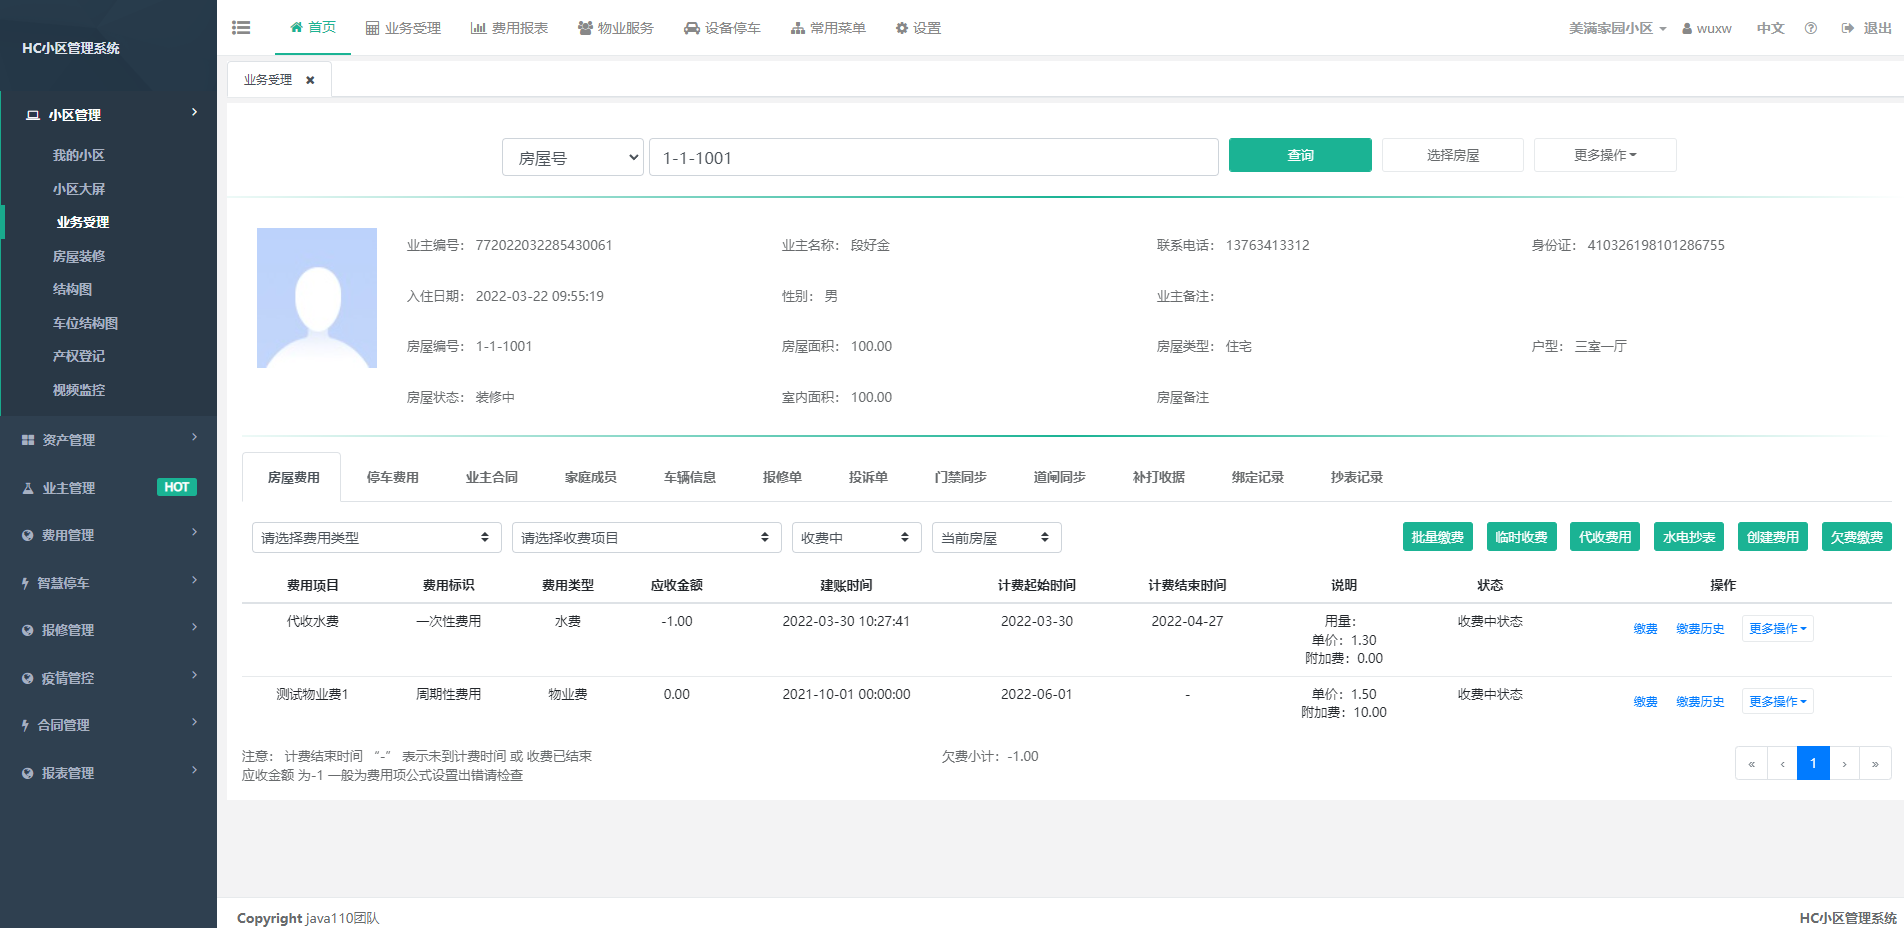 HC小区管理系统
首页 业务受理 费用报表 物业服务 设备停车 常用菜单 设置
美满家园小区 wuxw 中文 退出
小区管理
我的小区
小区大屏
业务受理
房屋装修
结构图
车位结构图
产权登记
视频监控
资产管理
业主管理 HOT
费用管理
智慧停车
报修管理
疫情管控
合同管理
报表管理
业务受理
房屋号 1-1-1001 查询 选择房屋 更多操作
业主编号： 772022032285430061 业主名称： 段好金 联系电话： 13763413312 身份证： 410326198101286755
入住日期： 2022-03-22 09:55:19 性别： 男 业主备注：
房屋编号： 1-1-1001 房屋面积： 100.00 房屋类型： 住宅 户型： 三室一厅
房屋状态： 装修中 室内面积： 100.00 房屋备注
房屋费用 停车费用 业主合同 家庭成员 车辆信息 报修单 投诉单 门禁同步 道闸同步 补打收据 绑定记录 抄表记录
请选择费用类型 请选择收费项目 收费中 当前房屋 批量缴费 临时收费 代收费用 水电抄表 创建费用 欠费缴费
费用项目 费用标识 费用类型 应收金额 建账时间 计费起始时间 计费结束时间 说明 状态 操作
代收水费 一次性费用 水费 -1.00 2022-03-30 10:27:41 2022-03-30 2022-04-27 用量： 收费中状态
单价：1.30
附加费：0.00
缴费 缴费历史 更多操作
测试物业费1 周期性费用 物业费 0.00 2021-10-01 00:00:00 2022-06-01 - 单价：1.50 收费中状态
附加费：10.00
缴费 缴费历史 更多操作
注意： 计费结束时间 “-” 表示未到计费时间 或 收费已结束 欠费小计：-1.00
应收金额 为-1 一般为费用项公式设置出错请检查
« ‹ 1 › »
Copyright java110团队 HC小区管理系统